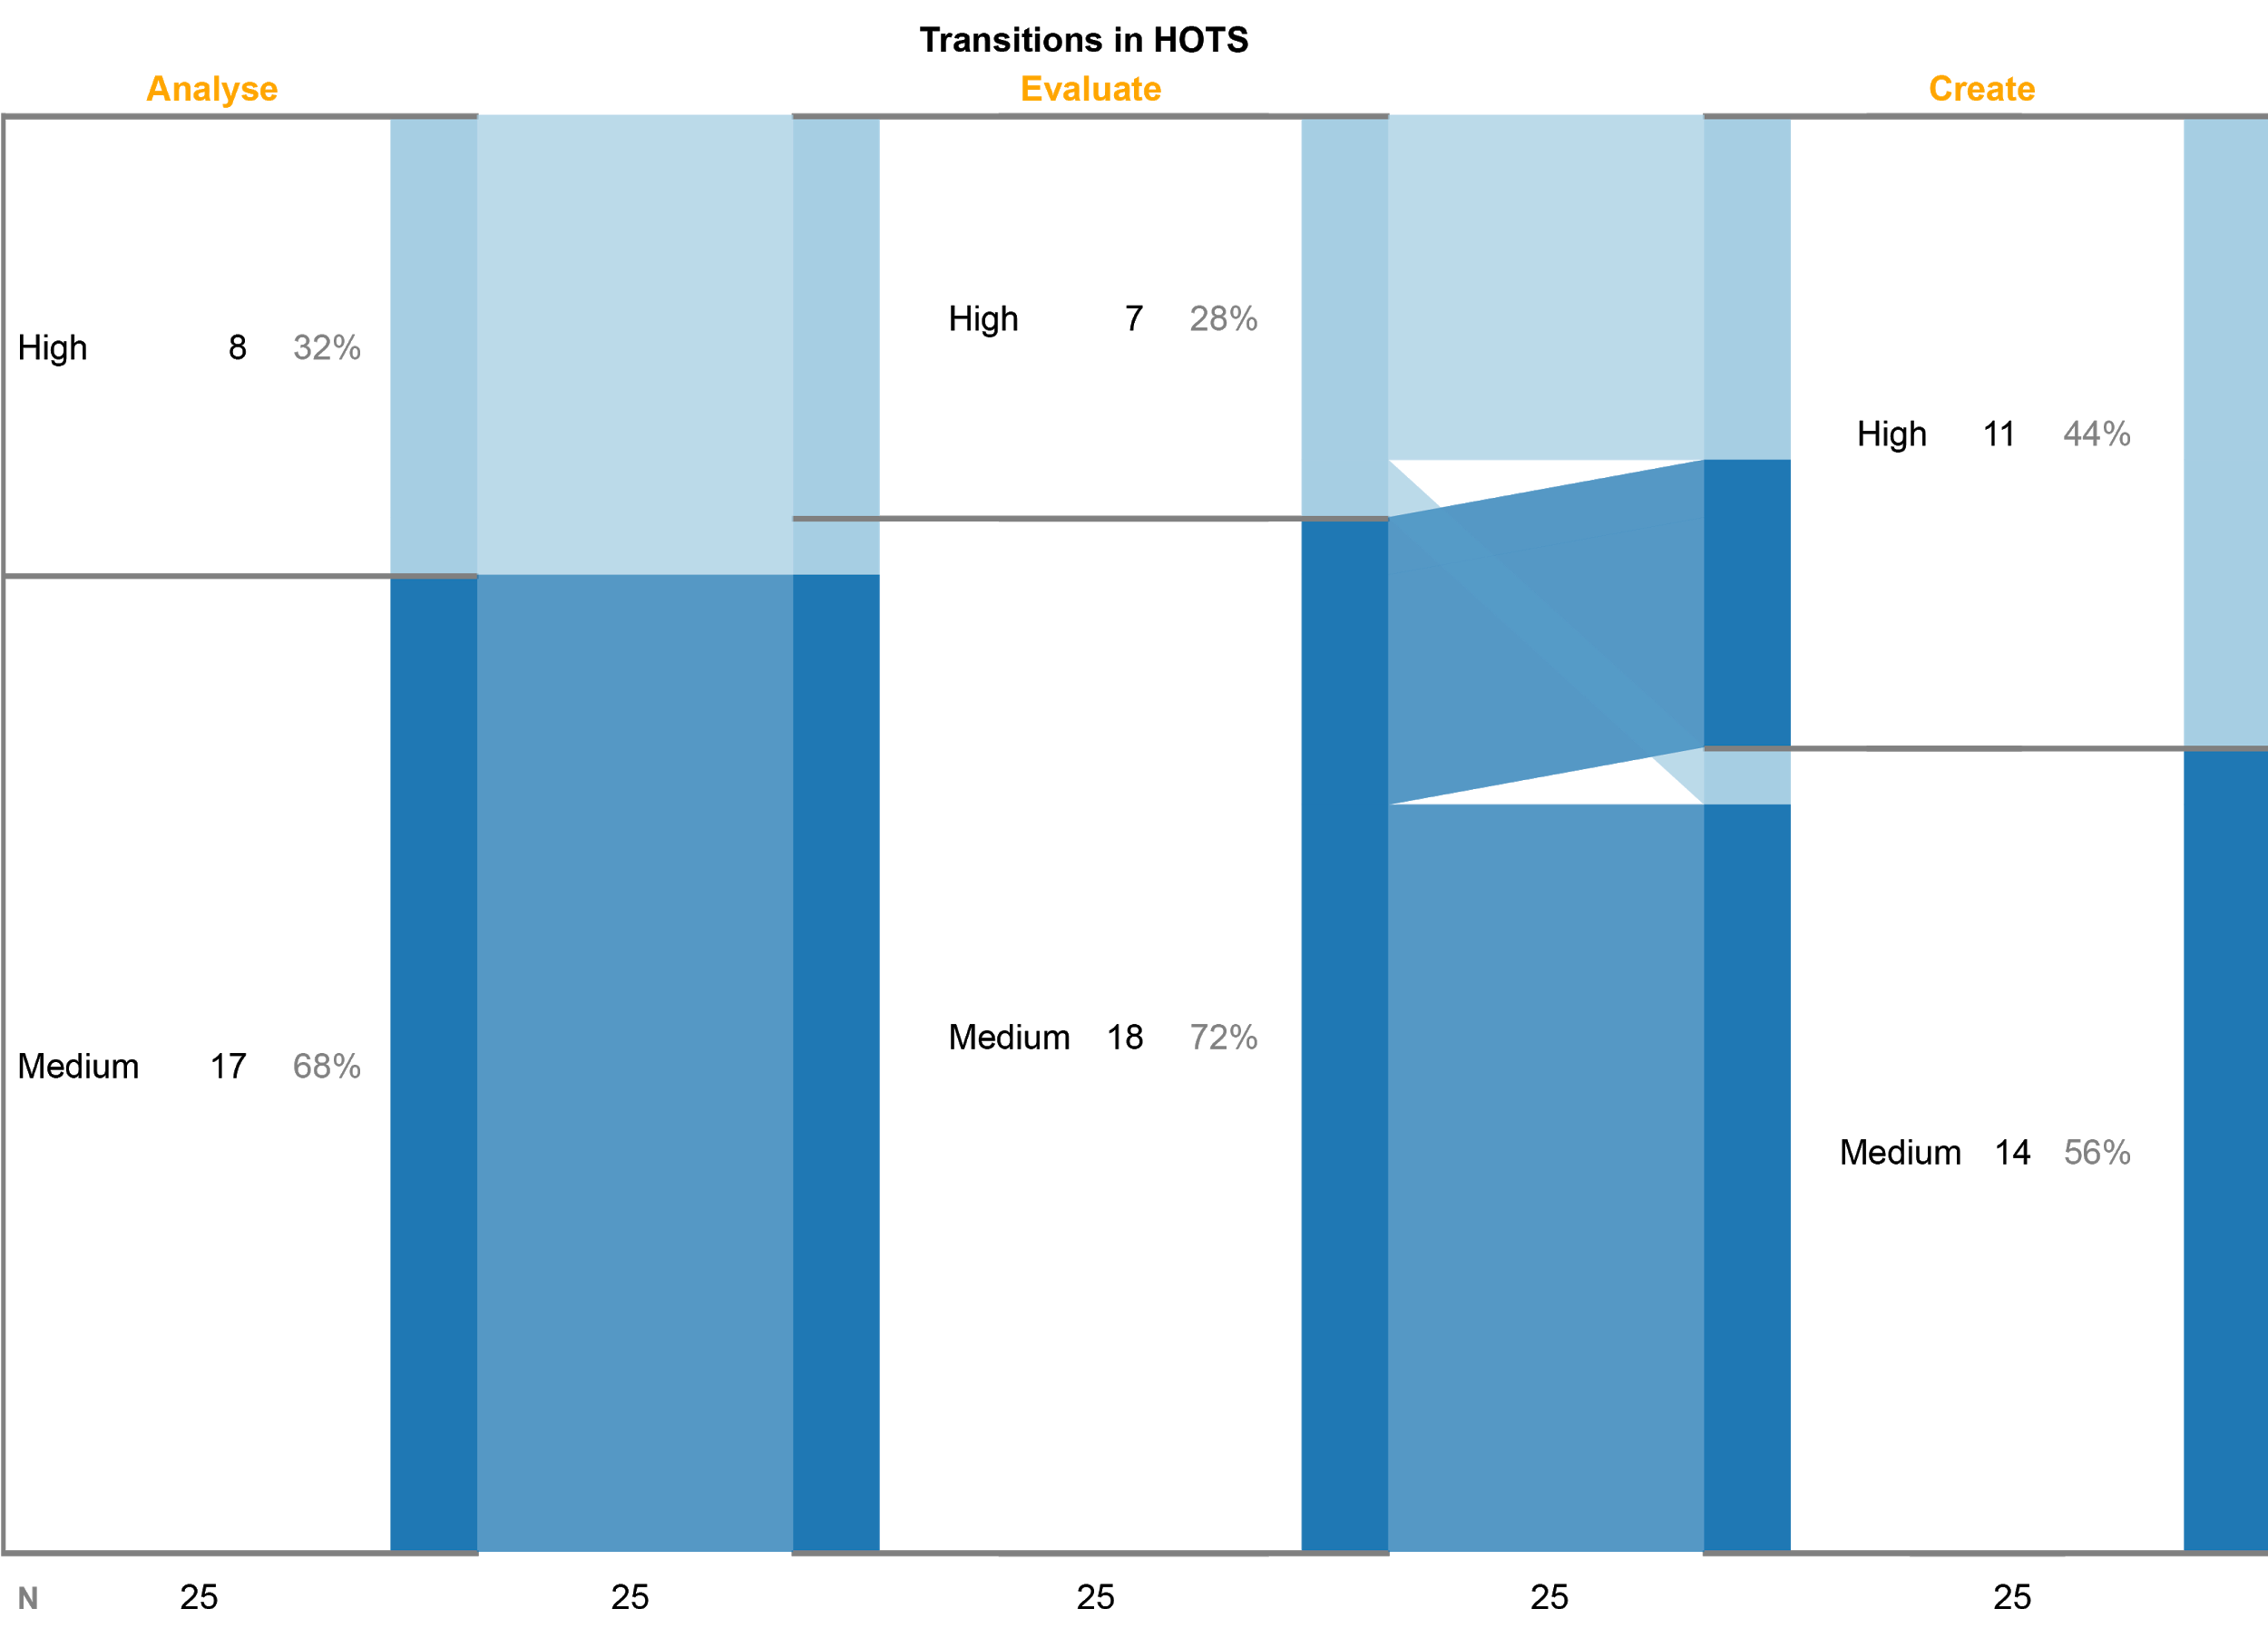 Transitions in HOTS
Analyse Evaluate Create
High 7 28%
High 8 32%
High 11 44%
Medium 18 72%
Medium 17 68%
Medium 14 56%
N 25 25 25 25 25